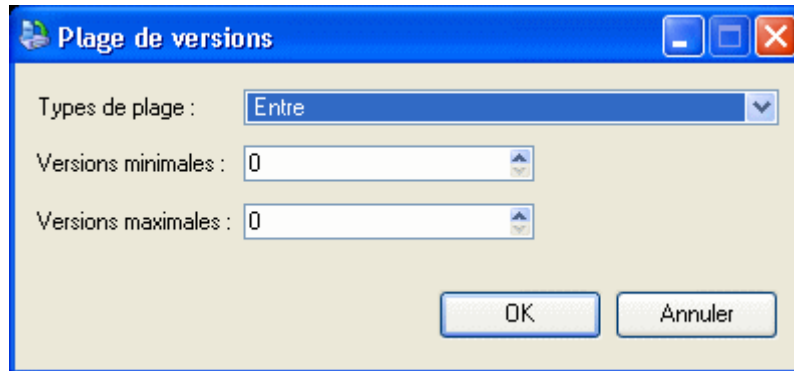 Plage de versions
Types de plage : Entre
Versions minimales : 0
Versions maximales : 0
OK Annuler